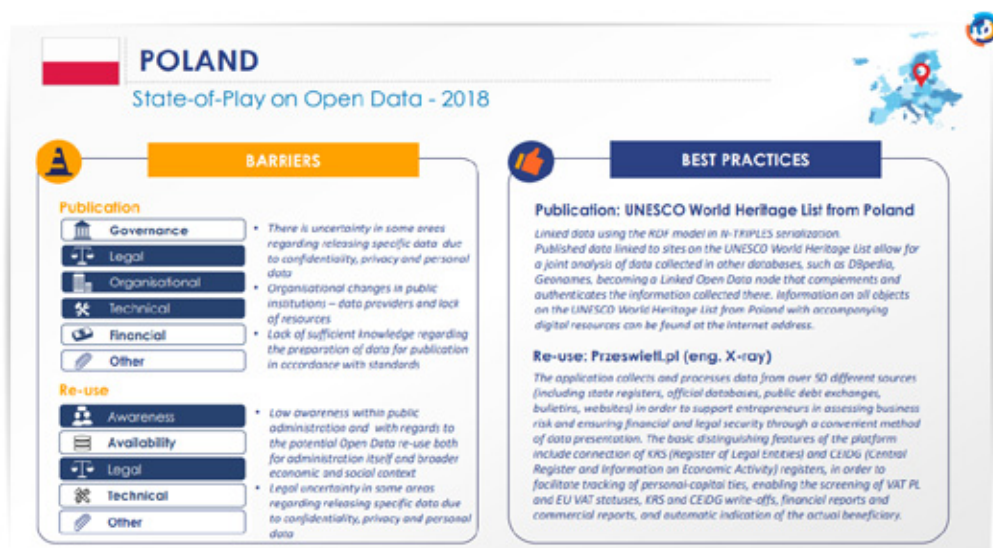 POLAND
State-of-Play on Open Data - 2018
BARRIERS
Publication
Governance
Legal
Organisational
Technical
Financial
Other
• There is uncertainty in some areas
regarding releasing specific data due
to confidentiality, privacy and personal
data
• Organisational changes in public
institutions – data providers and lack
of resources
• Lack of sufficient knowledge regarding
the preparation of data for publication
in accordance with standards
Re-use
Awareness
Availability
Legal
Technical
Other
• Low awareness within public
administration and with regards to
the potential Open Data re-use both
for administration itself and broader
economic and social context
• Legal uncertainty in some areas
regarding releasing specific data due
to confidentiality, privacy and personal
data
BEST PRACTICES
Publication: UNESCO World Heritage List from Poland
Linked data using the RDF model in N-TRIPLES serialization.
Published data linked to sites on the UNESCO World Heritage List allow for
a joint analysis of data collected in other databases, such as DBpedia,
Geonames, becoming a Linked Open Data node that complements and
authenticates the information collected there. Information on all objects
on the UNESCO World Heritage List from Poland with accompanying
digital resources can be found at the Internet address.
Re-use: Przeswietl.pl (eng. X-ray)
The application collects and processes data from over 50 different sources
(including state registers, official databases, public debt exchanges,
bulletins, websites) in order to support entrepreneurs in assessing business
risk and ensuring financial and legal security through a convenient method
of data presentation. The basic distinguishing features of the platform
include connection of KRS (Register of Legal Entities) and CEIDG (Central
Register and Information on Economic Activity) registers, in order to
facilitate tracking of personal-capital ties, enabling the screening of VAT PL
and EU VAT statuses, KRS and CEIDG write-offs, financial reports and
commercial reports, and automatic indication of the actual beneficiary.